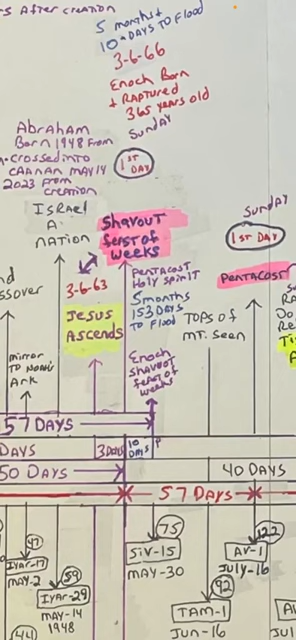 s After creation
5 months &
10 DAYS TO Flood
3-6-66
Enoch Born
& RAPTURED
365 years old
SUNDAY
AbraHam
Born 1948 From
crossed into
CAANAN MAY 14
2023 From
creation
1ST
DAY
ISRAel
A
NATION
Shavout
feast of
weeks
3-6-63
Jesus
Ascends
PENTACOST
Holy Spirit
5 months
153 DAYS
TO Flood
Enoch
Shavout
feast of
weeks
SUNDAY
1ST DAY
PENTACOST
TOPS of
MT. Seen
nd
ssover
mirror
TO NOAH'S
Ark
57 DAYS
DAYS
3 DAYS
10
DAYS
P
50 DAYS
40 DAYS
57 DAYS
47
IYAR-17
MAY-2
59
IYAR-29
MAY-14
1948
44
75
SIV-15
MAY-30
92
TAM-1
Jun-16
122
AV-1
JULY-16